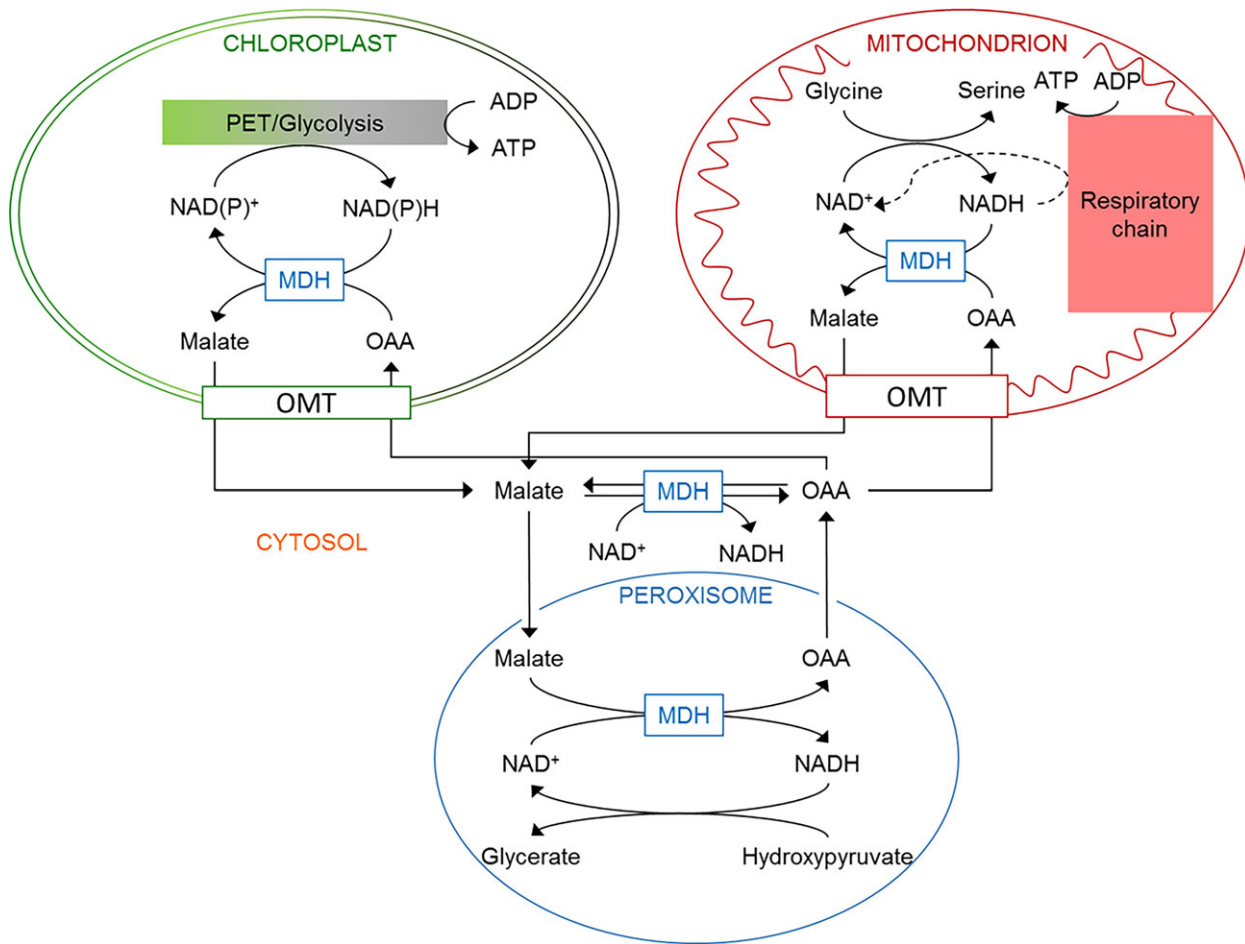 CHLOROPLAST
PET/Glycolysis
ADP
ATP
NAD(P)⁺
NAD(P)H
MDH
Malate
OAA
OMT
MITOCHONDRION
Glycine
Serine
ATP
ADP
NAD⁺
NADH
Respiratory
chain
MDH
Malate
OAA
OMT
Malate
MDH
OAA
NAD⁺
NADH
CYTOSOL
PEROXISOME
Malate
OAA
MDH
NAD⁺
NADH
Glycerate
Hydroxypyruvate